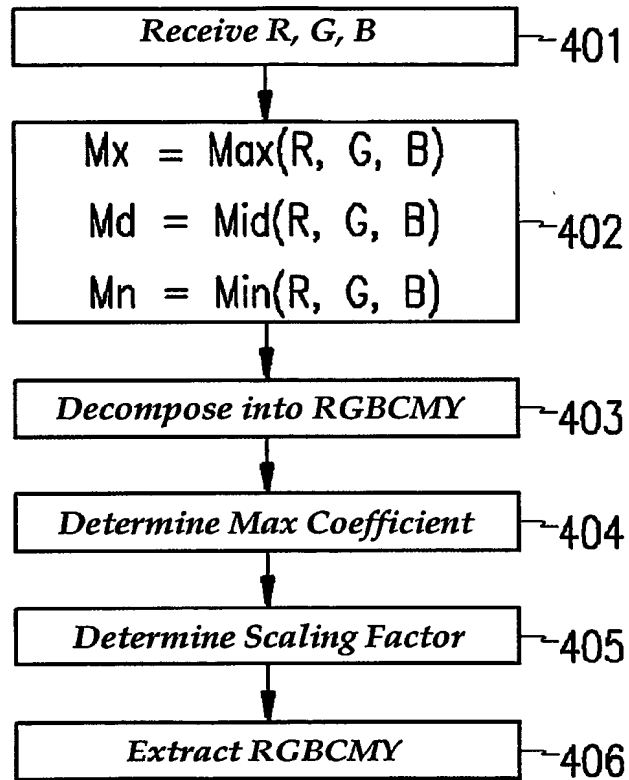 Receive R, G, B
401
Mx = Max(R, G, B)
Md = Mid(R, G, B)
Mn = Min(R, G, B)
402
Decompose into RGBCMY
403
Determine Max Coefficient
404
Determine Scaling Factor
405
Extract RGBCMY
406